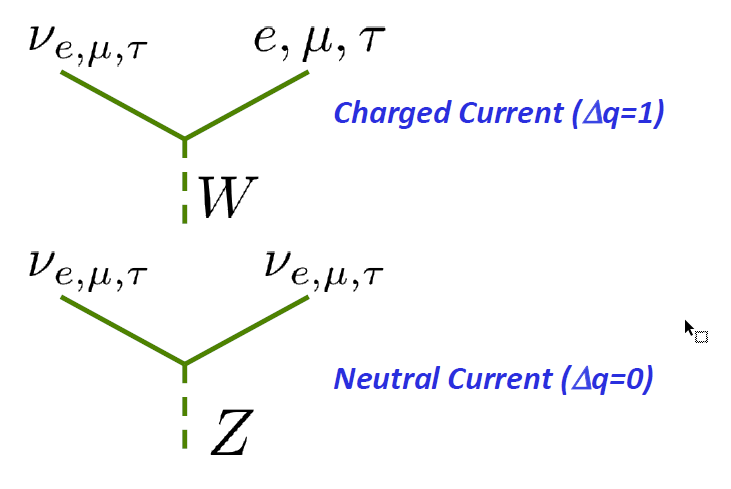 ν_{e,μ,τ} e, μ, τ
Charged Current (Δq=1)
W
ν_{e,μ,τ} ν_{e,μ,τ}
Neutral Current (Δq=0)
Z